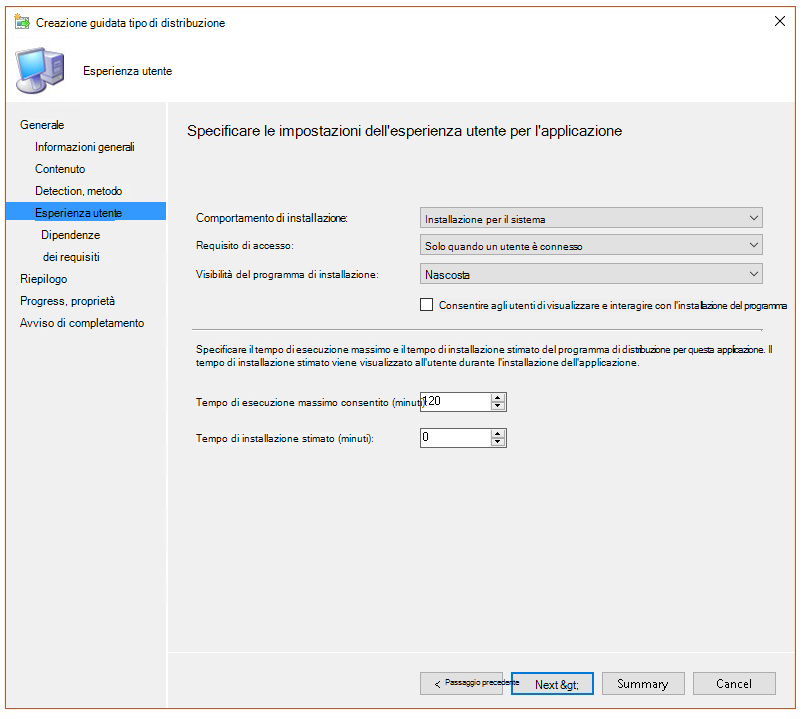 Creazione guidata tipo di distribuzione
Esperienza utente
Generale
Informazioni generali
Contenuto
Detection, metodo
Esperienza utente
Dipendenze
dei requisiti
Riepilogo
Progress, proprietà
Avviso di completamento
Specificare le impostazioni dell'esperienza utente per l'applicazione
Comportamento di installazione:
Installazione per il sistema
Requisito di accesso:
Solo quando un utente è connesso
Visibilità del programma di installazione:
Nascosta
Consentire agli utenti di visualizzare e interagire con l'installazione del programma
Specificare il tempo di esecuzione massimo e il tempo di installazione stimato del programma di distribuzione per questa applicazione. Il
tempo di installazione stimato viene visualizzato all'utente durante l'installazione dell'applicazione.
Tempo di esecuzione massimo consentito (minuti):
120
Tempo di installazione stimato (minuti):
0
< Passaggio precedente
Next &gt;
Summary
Cancel